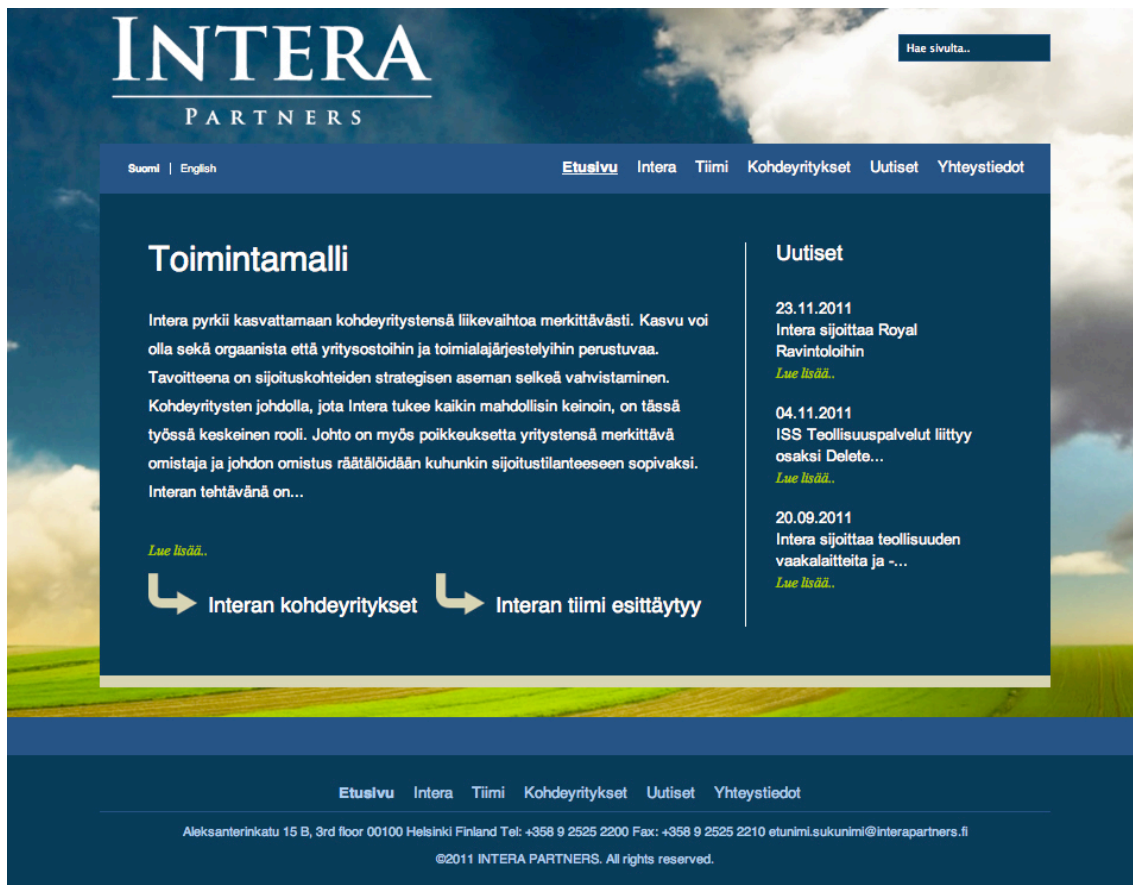 INTERA
PARTNERS
Hae sivulta..
Suomi | English
Etusivu Intera Tiimi Kohdeyritykset Uutiset Yhteystiedot
Toimintamalli
Intera pyrkii kasvattamaan kohdeyritystensä liikevaihtoa merkittävästi. Kasvu voi
olla sekä orgaanista että yritysostoihin ja toimialajärjestelyihin perustuvaa.
Tavoitteena on sijoituskohteiden strategisen aseman selkeä vahvistaminen.
Kohdeyritysten johdolla, jota Intera tukee kaikin mahdollisin keinoin, on tässä
työssä keskeinen rooli. Johto on myös poikkeuksetta yritystensä merkittävä
omistaja ja johdon omistus räätälöidään kuhunkin sijoitustilanteeseen sopivaksi.
Interan tehtävänä on...
Lue lisää..
Interan kohdeyritykset
Interan tiimi esittäytyy
Uutiset
23.11.2011
Intera sijoittaa Royal
Ravintoloihin
Lue lisää..
04.11.2011
ISS Teollisuuspalvelut liittyy
osaksi Delete...
Lue lisää..
20.09.2011
Intera sijoittaa teollisuuden
vaakalaitteita ja -...
Lue lisää..
Etusivu Intera Tiimi Kohdeyritykset Uutiset Yhteystiedot
Aleksanterinkatu 15 B, 3rd floor 00100 Helsinki Finland Tel: +358 9 2525 2200 Fax: +358 9 2525 2210 etunimi.sukunimi@interapartners.fi
©2011 INTERA PARTNERS. All rights reserved.